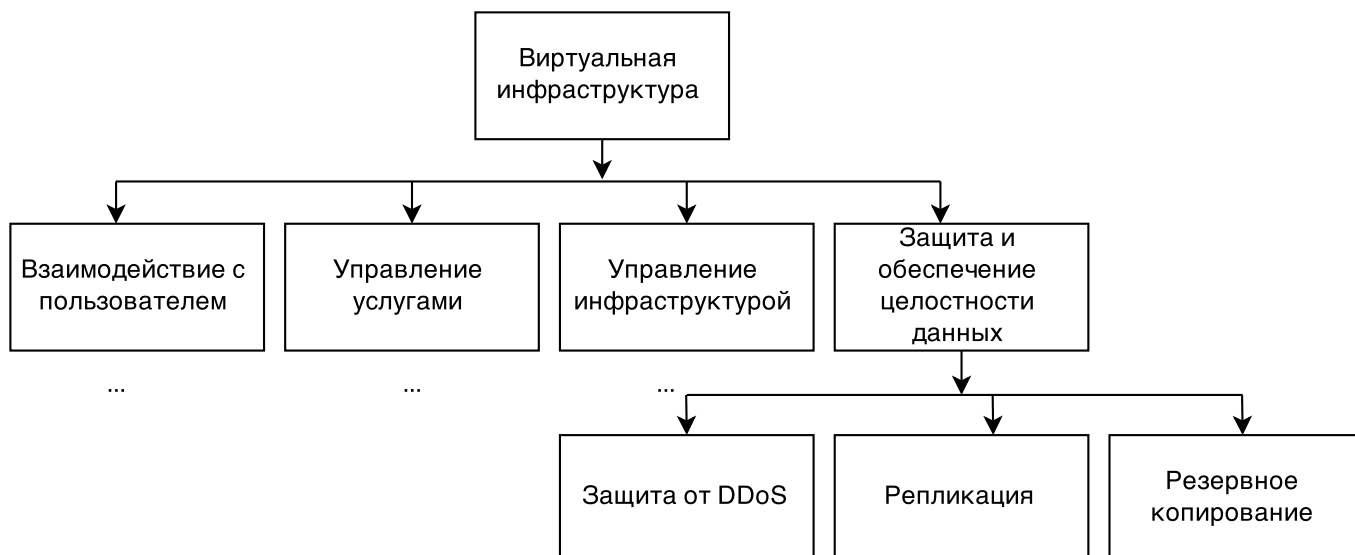 Виртуальная
инфраструктура
Взаимодействие с
пользователем
Управление
услугами
Управление
инфраструктурой
Защита и
обеспечение
целостности
данных
...
...
...
Защита от DDoS
Репликация
Резервное
копирование